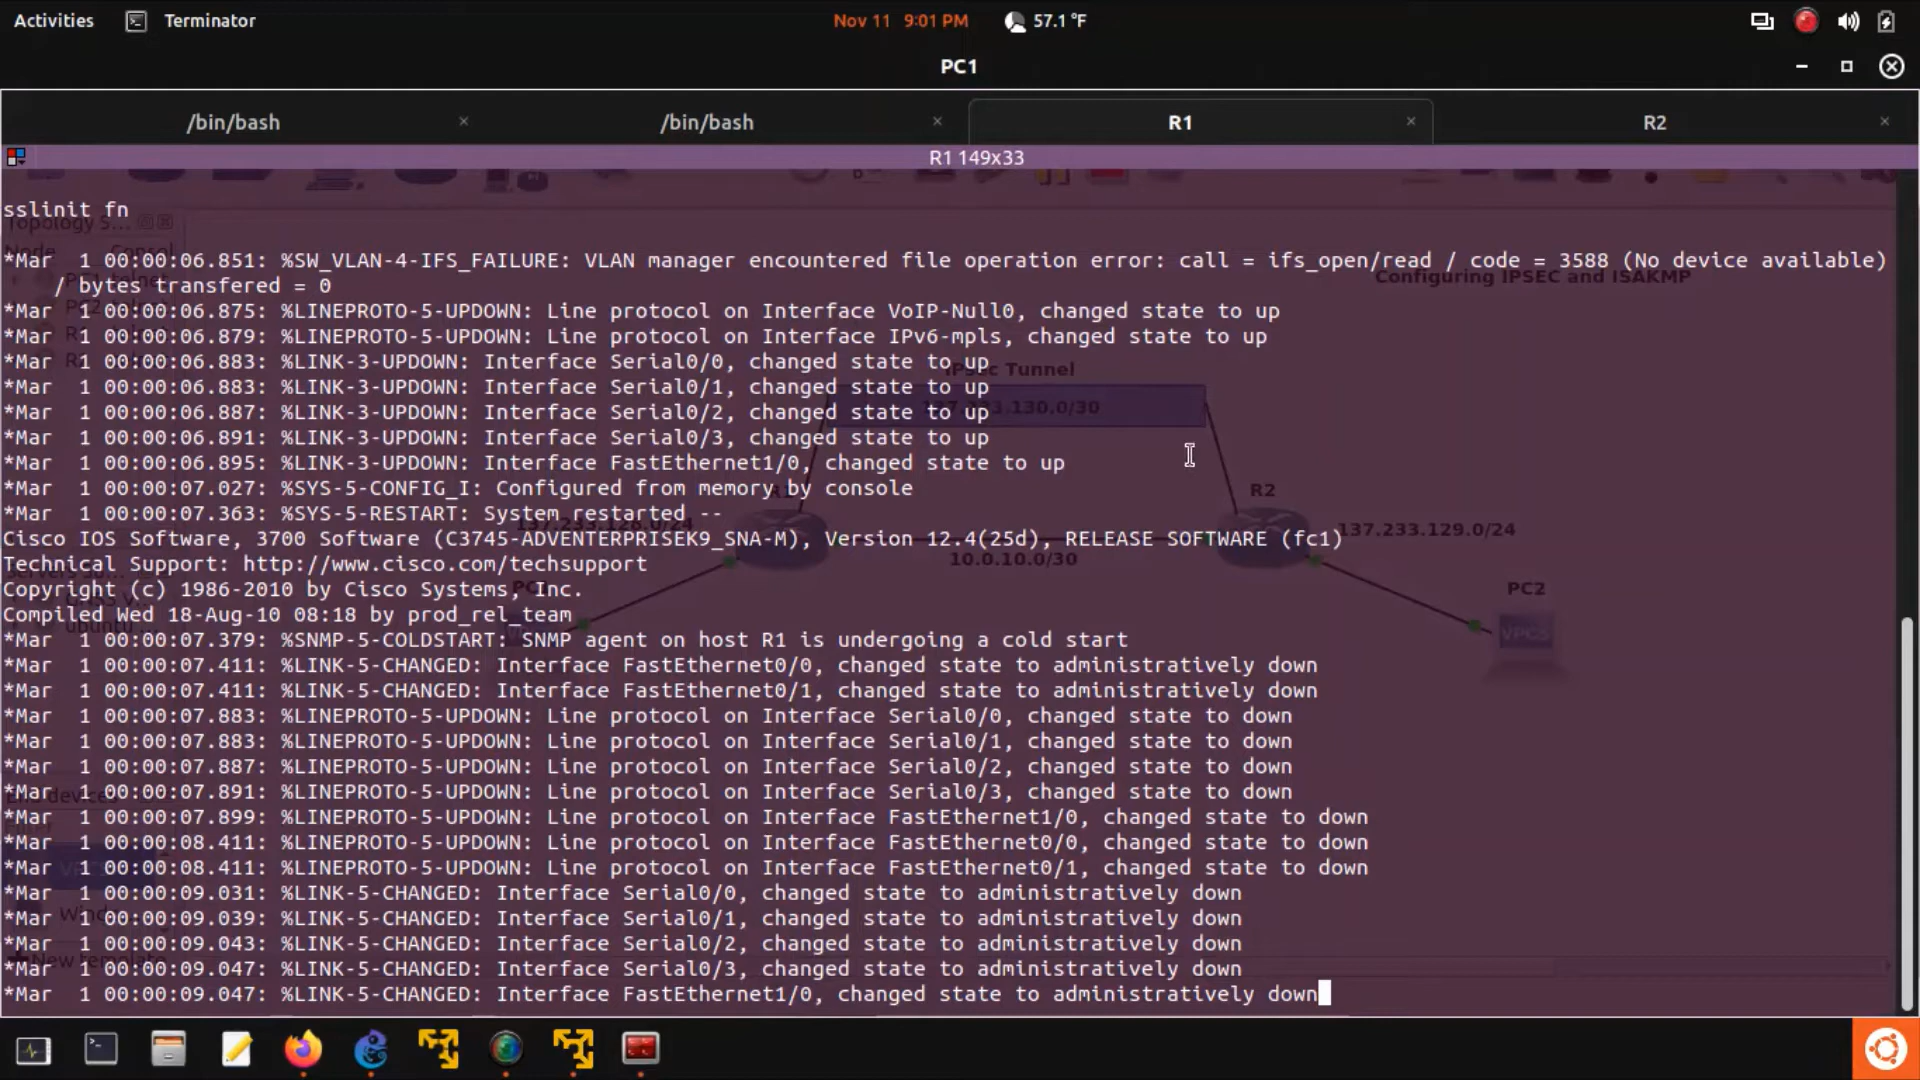 Activities
Terminator
Nov 11 9:01 PM
57.1 °F
PC1
/bin/bash
/bin/bash
R1
R2
R1 149x33
sslinit fn
*Mar  1 00:00:06.851: %SW_VLAN-4-IFS_FAILURE: VLAN manager encountered file operation error: call = ifs_open/read / code = 3588 (No device available)
/ bytes transfered = 0
*Mar  1 00:00:06.875: %LINEPROTO-5-UPDOWN: Line protocol on Interface VoIP-Null0, changed state to up
*Mar  1 00:00:06.879: %LINEPROTO-5-UPDOWN: Line protocol on Interface IPv6-mpls, changed state to up
*Mar  1 00:00:06.883: %LINK-3-UPDOWN: Interface Serial0/0, changed state to up
*Mar  1 00:00:06.883: %LINK-3-UPDOWN: Interface Serial0/1, changed state to up
*Mar  1 00:00:06.887: %LINK-3-UPDOWN: Interface Serial0/2, changed state to up
*Mar  1 00:00:06.891: %LINK-3-UPDOWN: Interface Serial0/3, changed state to up
*Mar  1 00:00:06.895: %LINK-3-UPDOWN: Interface FastEthernet1/0, changed state to up
*Mar  1 00:00:07.027: %SYS-5-CONFIG_I: Configured from memory by console
*Mar  1 00:00:07.363: %SYS-5-RESTART: System restarted --
Cisco IOS Software, 3700 Software (C3745-ADVENTERPRISEK9_SNA-M), Version 12.4(25d), RELEASE SOFTWARE (fc1)
Technical Support: http://www.cisco.com/techsupport
Copyright (c) 1986-2010 by Cisco Systems, Inc.
Compiled Wed 18-Aug-10 08:18 by prod_rel_team
*Mar  1 00:00:07.379: %SNMP-5-COLDSTART: SNMP agent on host R1 is undergoing a cold start
*Mar  1 00:00:07.411: %LINK-5-CHANGED: Interface FastEthernet0/0, changed state to administratively down
*Mar  1 00:00:07.411: %LINK-5-CHANGED: Interface FastEthernet0/1, changed state to administratively down
*Mar  1 00:00:07.883: %LINEPROTO-5-UPDOWN: Line protocol on Interface Serial0/0, changed state to down
*Mar  1 00:00:07.883: %LINEPROTO-5-UPDOWN: Line protocol on Interface Serial0/1, changed state to down
*Mar  1 00:00:07.887: %LINEPROTO-5-UPDOWN: Line protocol on Interface Serial0/2, changed state to down
*Mar  1 00:00:07.891: %LINEPROTO-5-UPDOWN: Line protocol on Interface Serial0/3, changed state to down
*Mar  1 00:00:07.899: %LINEPROTO-5-UPDOWN: Line protocol on Interface FastEthernet1/0, changed state to down
*Mar  1 00:00:08.411: %LINEPROTO-5-UPDOWN: Line protocol on Interface FastEthernet0/0, changed state to down
*Mar  1 00:00:08.411: %LINEPROTO-5-UPDOWN: Line protocol on Interface FastEthernet0/1, changed state to down
*Mar  1 00:00:09.031: %LINK-5-CHANGED: Interface Serial0/0, changed state to administratively down
*Mar  1 00:00:09.039: %LINK-5-CHANGED: Interface Serial0/1, changed state to administratively down
*Mar  1 00:00:09.043: %LINK-5-CHANGED: Interface Serial0/2, changed state to administratively down
*Mar  1 00:00:09.047: %LINK-5-CHANGED: Interface Serial0/3, changed state to administratively down
*Mar  1 00:00:09.047: %LINK-5-CHANGED: Interface FastEthernet1/0, changed state to administratively down
Configuring IPSEC and ISAKMP
Tunnel
R2
137.233.129.0/24
10.0.10.0/30
PC2
VPCS
New template